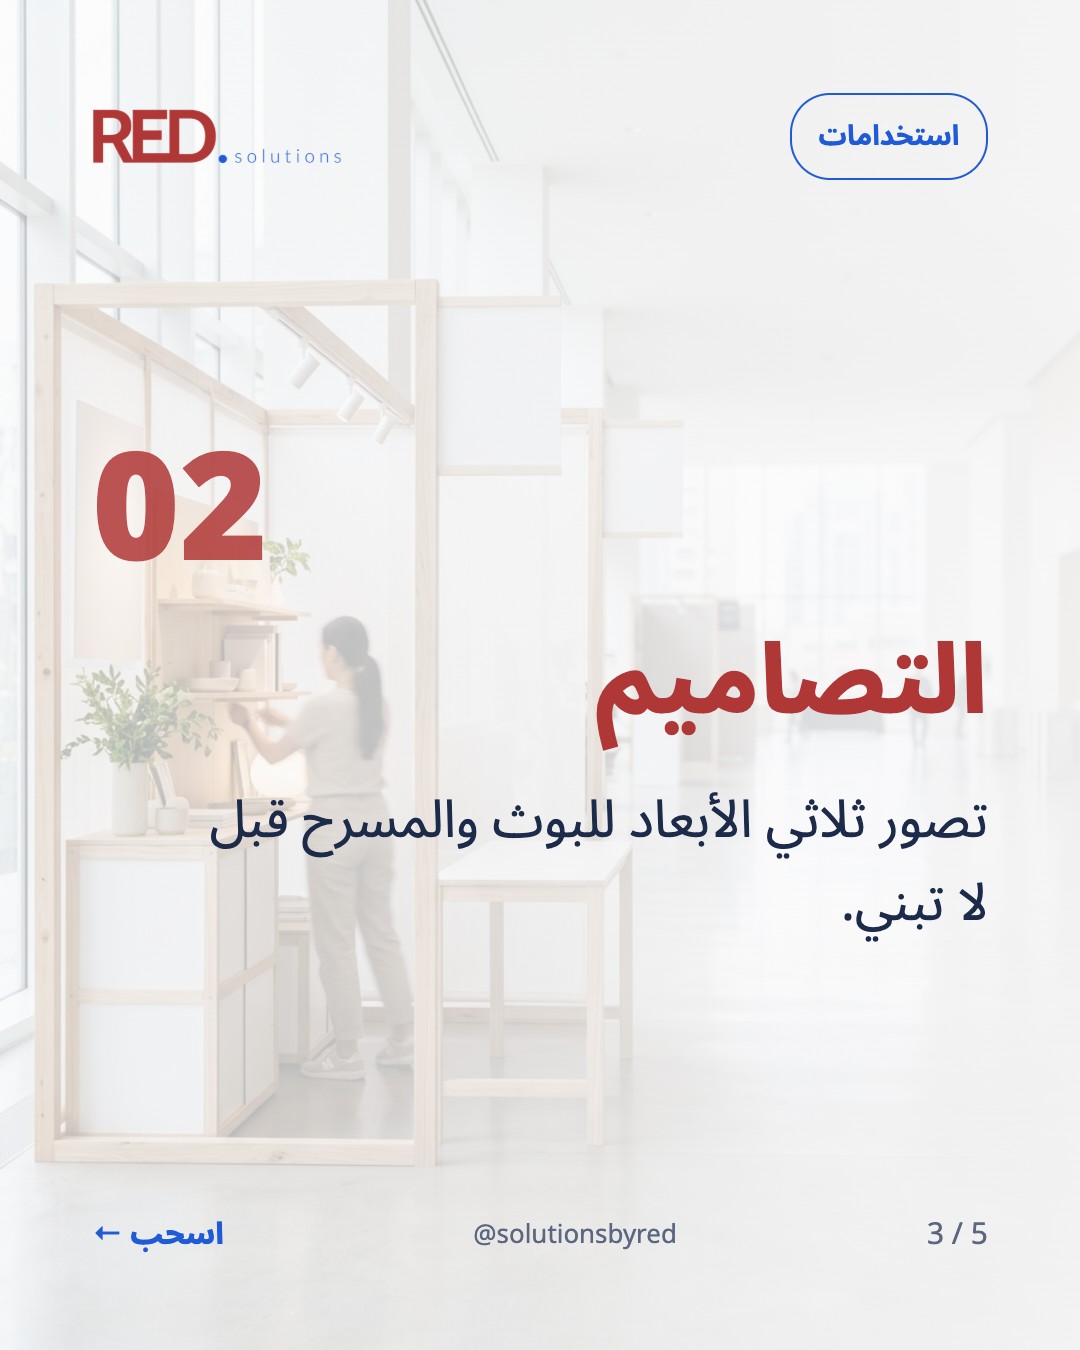 RED.solutions
استخدامات
02
التصاميم
تصور ثلاثي الأبعاد للبوث والمسرح قبل
لا تبني.
اسحب ←
@solutionsbyred
3 / 5